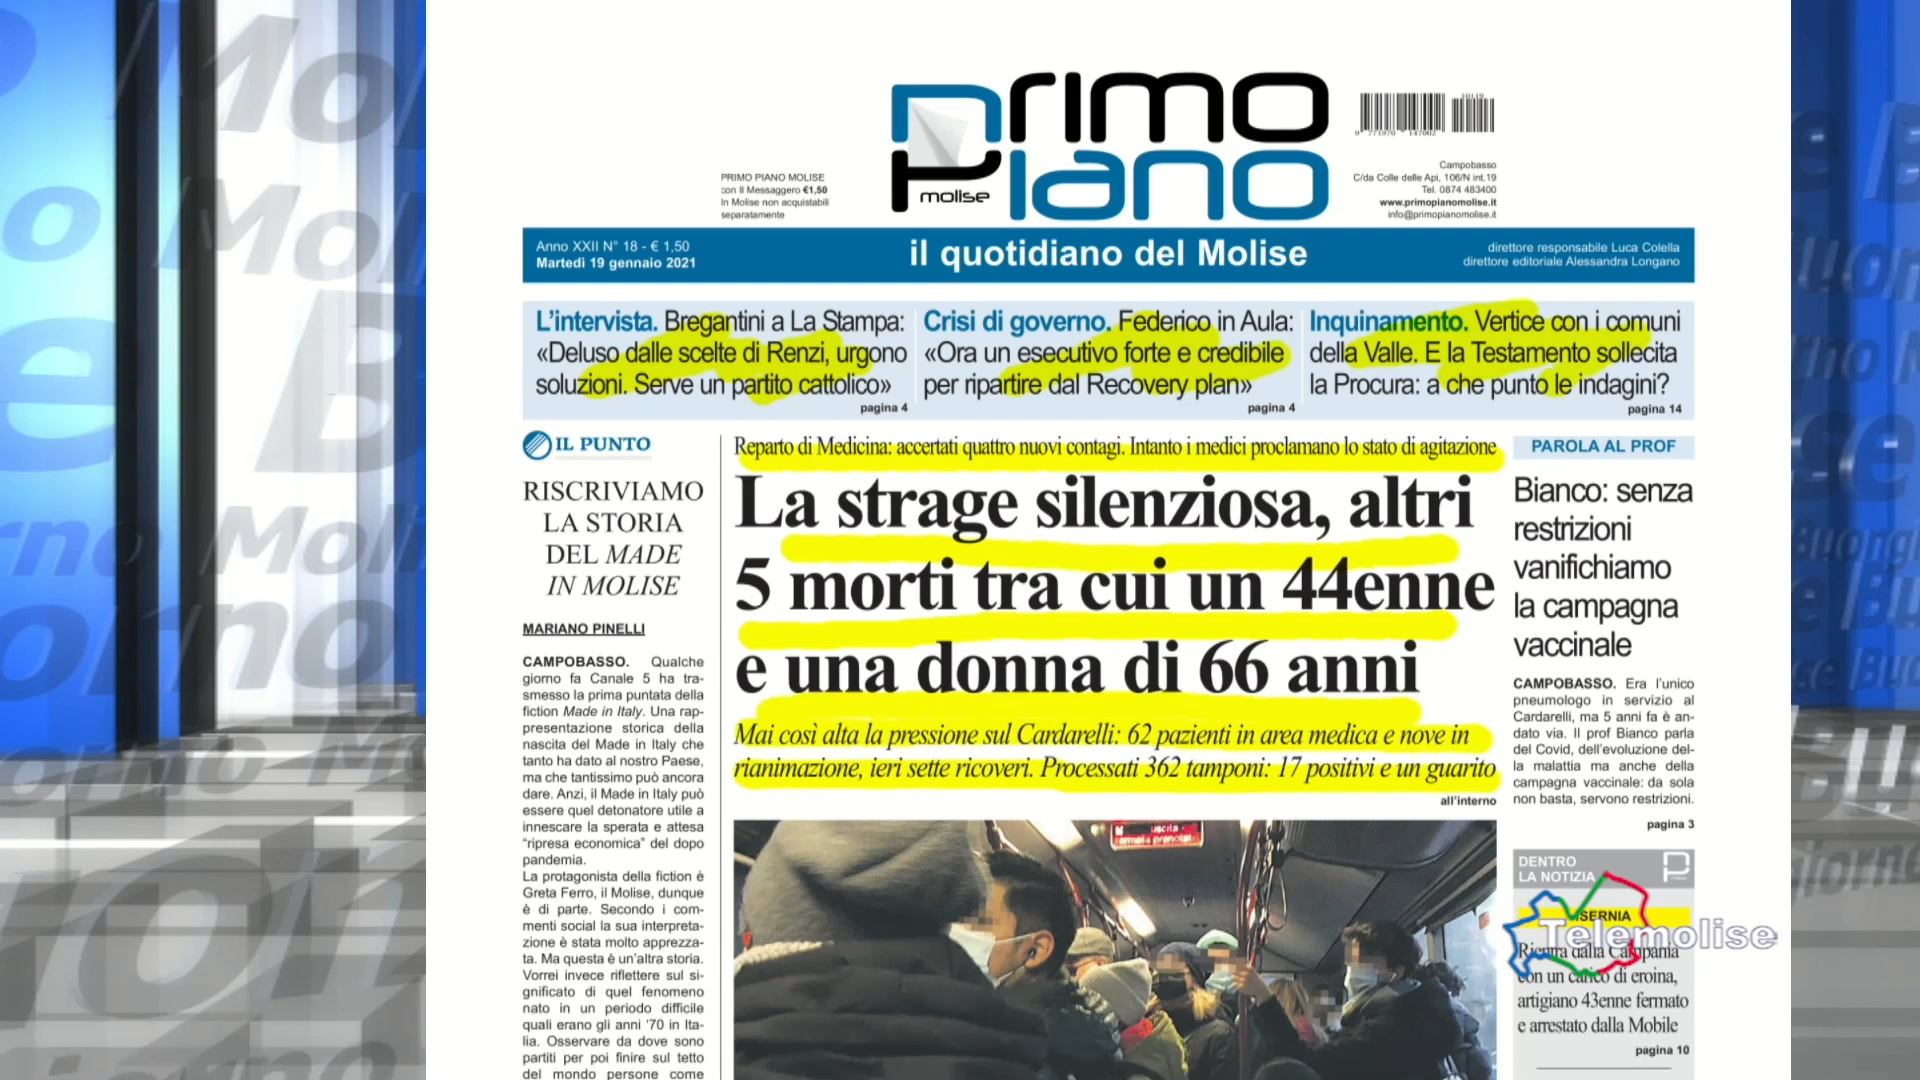 PRIMO
PIANO
molise
10119
9 771970 147002
PRIMO PIANO MOLISE
con Il Messaggero €1,50
In Molise non acquistabili
separatamente
Campobasso
C/da Colle delle Api, 106/N int.19
Tel. 0874 483400
www.primopianomolise.it
info@primopianomolise.it
Anno XXII N° 18 - € 1,50
Martedì 19 gennaio 2021
il quotidiano del Molise
direttore responsabile Luca Colella
direttore editoriale Alessandra Longano
L'intervista. Bregantini a La Stampa:
«Deluso dalle scelte di Renzi, urgono
soluzioni. Serve un partito cattolico»
pagina 4
Crisi di governo. Federico in Aula:
«Ora un esecutivo forte e credibile
per ripartire dal Recovery plan»
pagina 4
Inquinamento. Vertice con i comuni
della Valle. E la Testamento sollecita
la Procura: a che punto le indagini?
pagina 14
IL PUNTO
RISCRIVIAMO
LA STORIA
DEL MADE
IN MOLISE
MARIANO PINELLI
CAMPOBASSO. Qualche
giorno fa Canale 5 ha tra-
smesso la prima puntata della
fiction Made in Italy. Una rap-
presentazione storica della
nascita del Made in Italy che
tanto ha dato al nostro Paese,
ma che tantissimo può ancora
dare. Anzi, il Made in Italy può
essere quel detonatore utile a
innescare la sperata e attesa
"ripresa economica" del dopo
pandemia.
La protagonista della fiction è
Greta Ferro, il Molise, dunque
è di parte. Secondo i com-
menti social la sua interpreta-
zione è stata molto apprezza-
ta. Ma questa è un'altra storia.
Vorrei invece riflettere sul si-
gnificato di quel fenomeno
nato in un periodo difficile
quali erano gli anni '70 in Ita-
lia. Osservare da dove sono
partiti per poi finire sul tetto
del mondo persone come
Reparto di Medicina: accertati quattro nuovi contagi. Intanto i medici proclamano lo stato di agitazione
La strage silenziosa, altri
5 morti tra cui un 44enne
e una donna di 66 anni
Mai così alta la pressione sul Cardarelli: 62 pazienti in area medica e nove in
rianimazione, ieri sette ricoveri. Processati 362 tamponi: 17 positivi e un guarito
all'interno
uscita
PAROLA AL PROF
Bianco: senza
restrizioni
vanifichiamo
la campagna
vaccinale
CAMPOBASSO. Era l'unico
pneumologo in servizio al
Cardarelli, ma 5 anni fa è an-
dato via. Il prof Bianco parla
del Covid, dell'evoluzione del-
la malattia ma anche della
campagna vaccinale: da sola
non basta, servono restrizioni.
pagina 3
DENTRO
LA NOTIZIA
ISERNIA
Telemolise
Rientra dalla Campania
con un carico di eroina,
artigiano 43enne fermato
e arrestato dalla Mobile
pagina 10